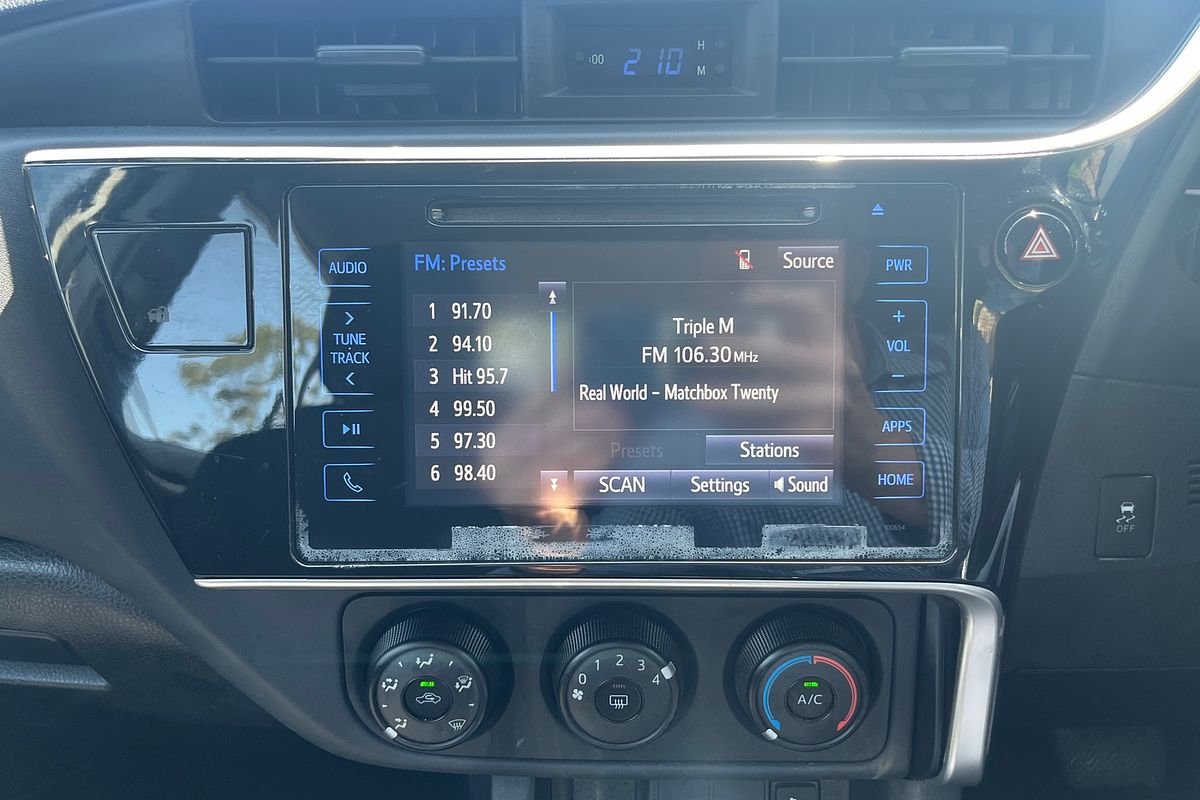 :00
2 10
H
M
AUDIO
TUNE
TRACK
FM: Presets
Source
1 91.70
2 94.10
3 Hit 95.7
4 99.50
5 97.30
6 98.40
Triple M
FM 106.30 MHz
Real World - Matchbox Twenty
Presets
Stations
SCAN
Settings
Sound
PWR
+
VOL
-
APPS
HOME
OFF
0 1 2 3 4
A/C